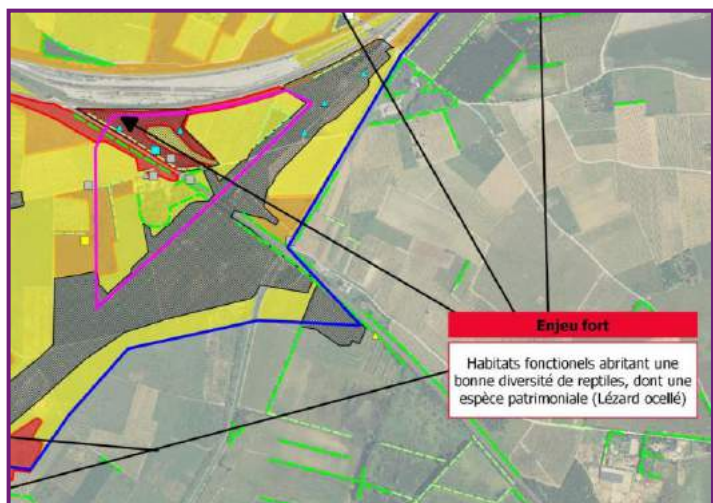 Enjeu fort
Habitats fonctionels abritant une
bonne diversité de reptiles, dont une
espèce patrimoniale (Lézard ocellé)